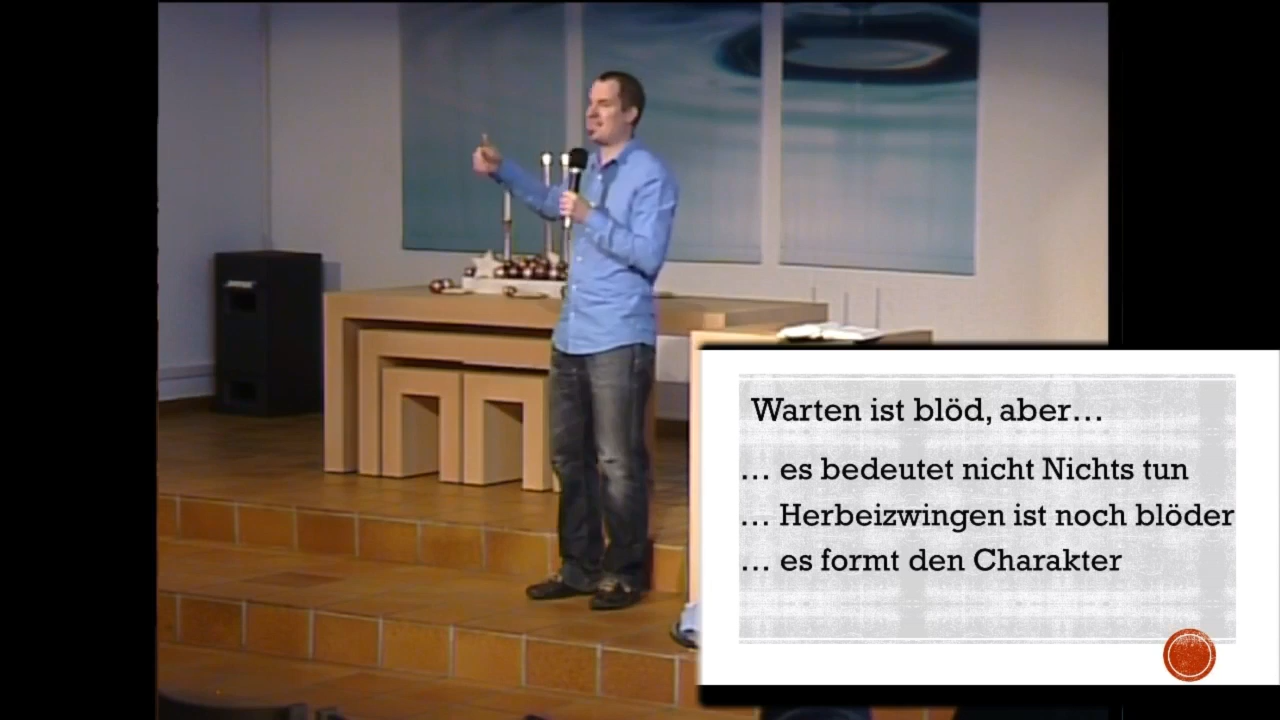 Warten ist blöd, aber…
… es bedeutet nicht Nichts tun
… Herbeizwingen ist noch blöder
… es formt den Charakter